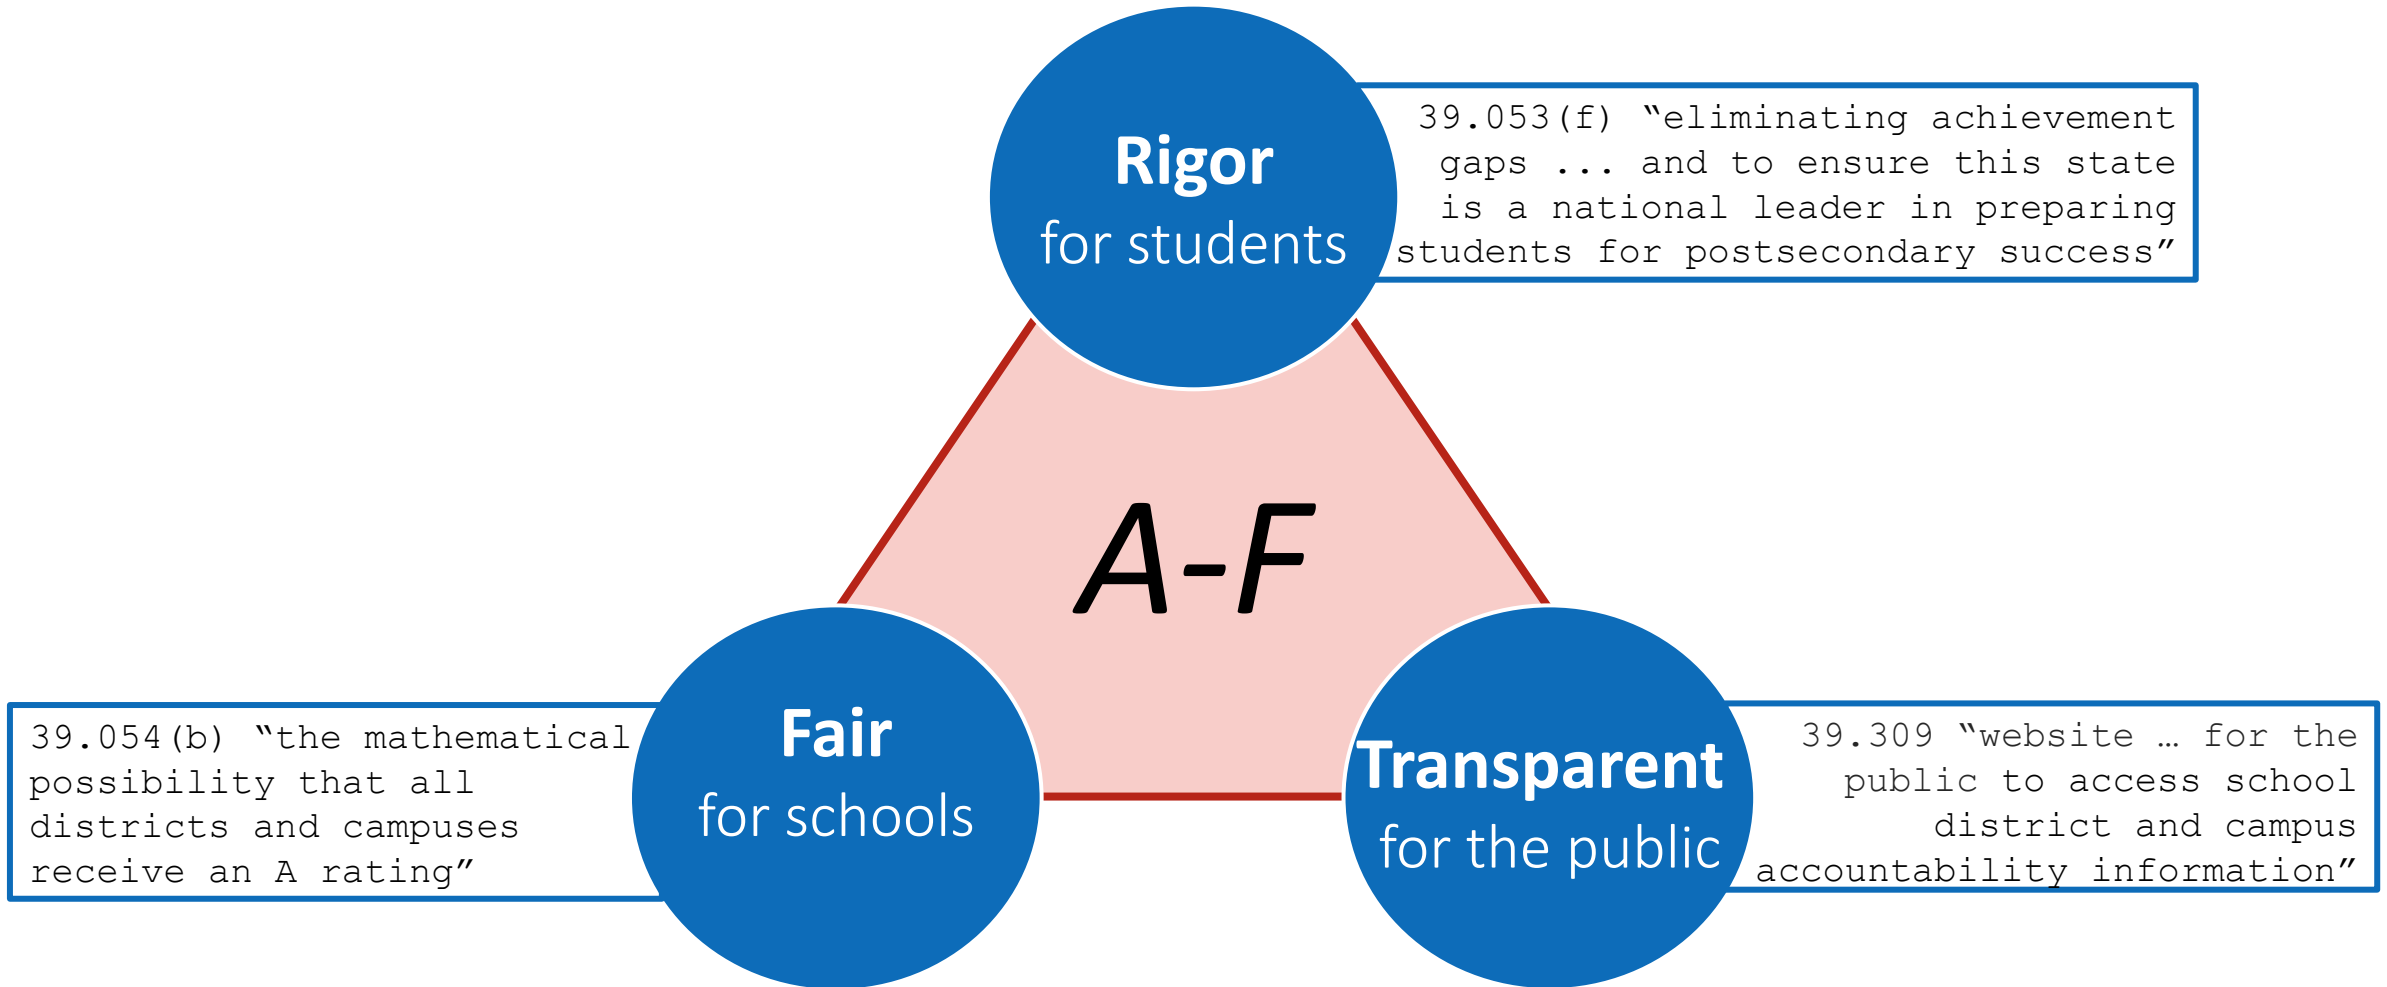 Rigor
for students
39.053(f) “eliminating achievement
gaps ... and to ensure this state
is a national leader in preparing
students for postsecondary success”
A-F
39.054(b) “the mathematical
possibility that all
districts and campuses
receive an A rating”
Fair
for schools
Transparent
for the public
39.309 “website … for the
public to access school
district and campus
accountability information”